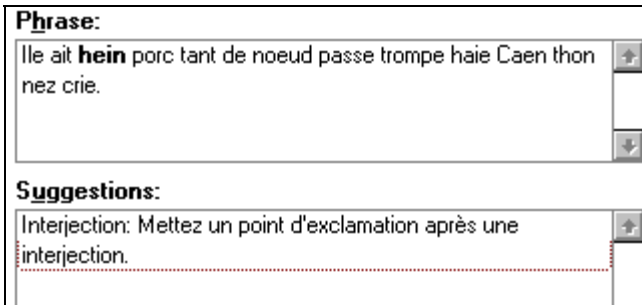 Phrase:
Ile ait hein porc tant de noeud passe trompe haie Caen thon
nez crie.
Suggestions:
Interjection: Mettez un point d'exclamation après une
interjection.